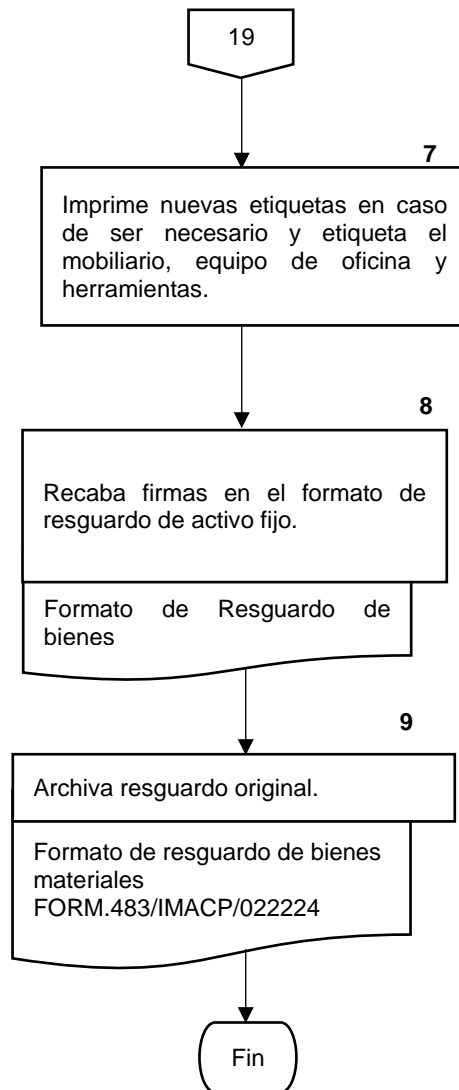 19
7
Imprime nuevas etiquetas en caso
de ser necesario y etiqueta el
mobiliario, equipo de oficina y
herramientas.
8
Recaba firmas en el formato de
resguardo de activo fijo.
Formato de Resguardo de
bienes
9
Archiva resguardo original.
Formato de resguardo de bienes
materiales
FORM.483/IMACP/022224
Fin